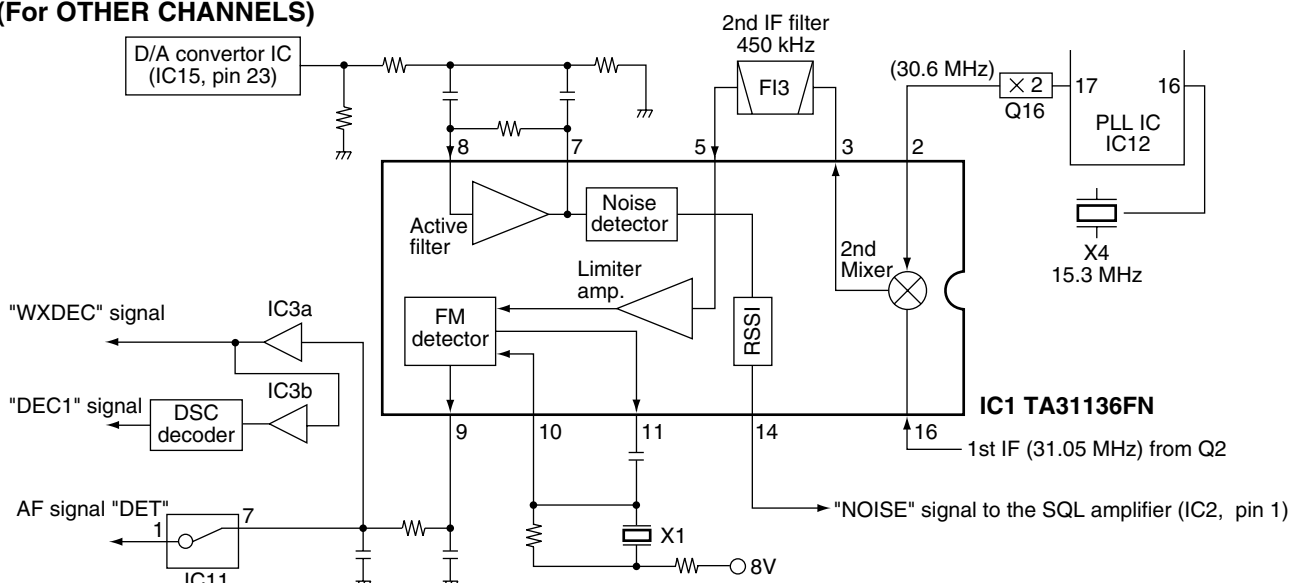 (For OTHER CHANNELS)
D/A convertor IC
(IC15, pin 23)
2nd IF filter
450 kHz
FI3
(30.6 MHz)
× 2
Q16
17
16
PLL IC
IC12
X4
15.3 MHz
8
7
5
3
2
Active
filter
Noise
detector
2nd
Mixer
Limiter
amp.
FM
detector
RSSI
"WXDEC" signal
IC3a
"DEC1" signal
DSC
decoder
IC3b
IC1 TA31136FN
9
10
11
14
16
1st IF (31.05 MHz) from Q2
AF signal "DET"
1
7
IC11
X1
8V
"NOISE" signal to the SQL amplifier (IC2, pin 1)